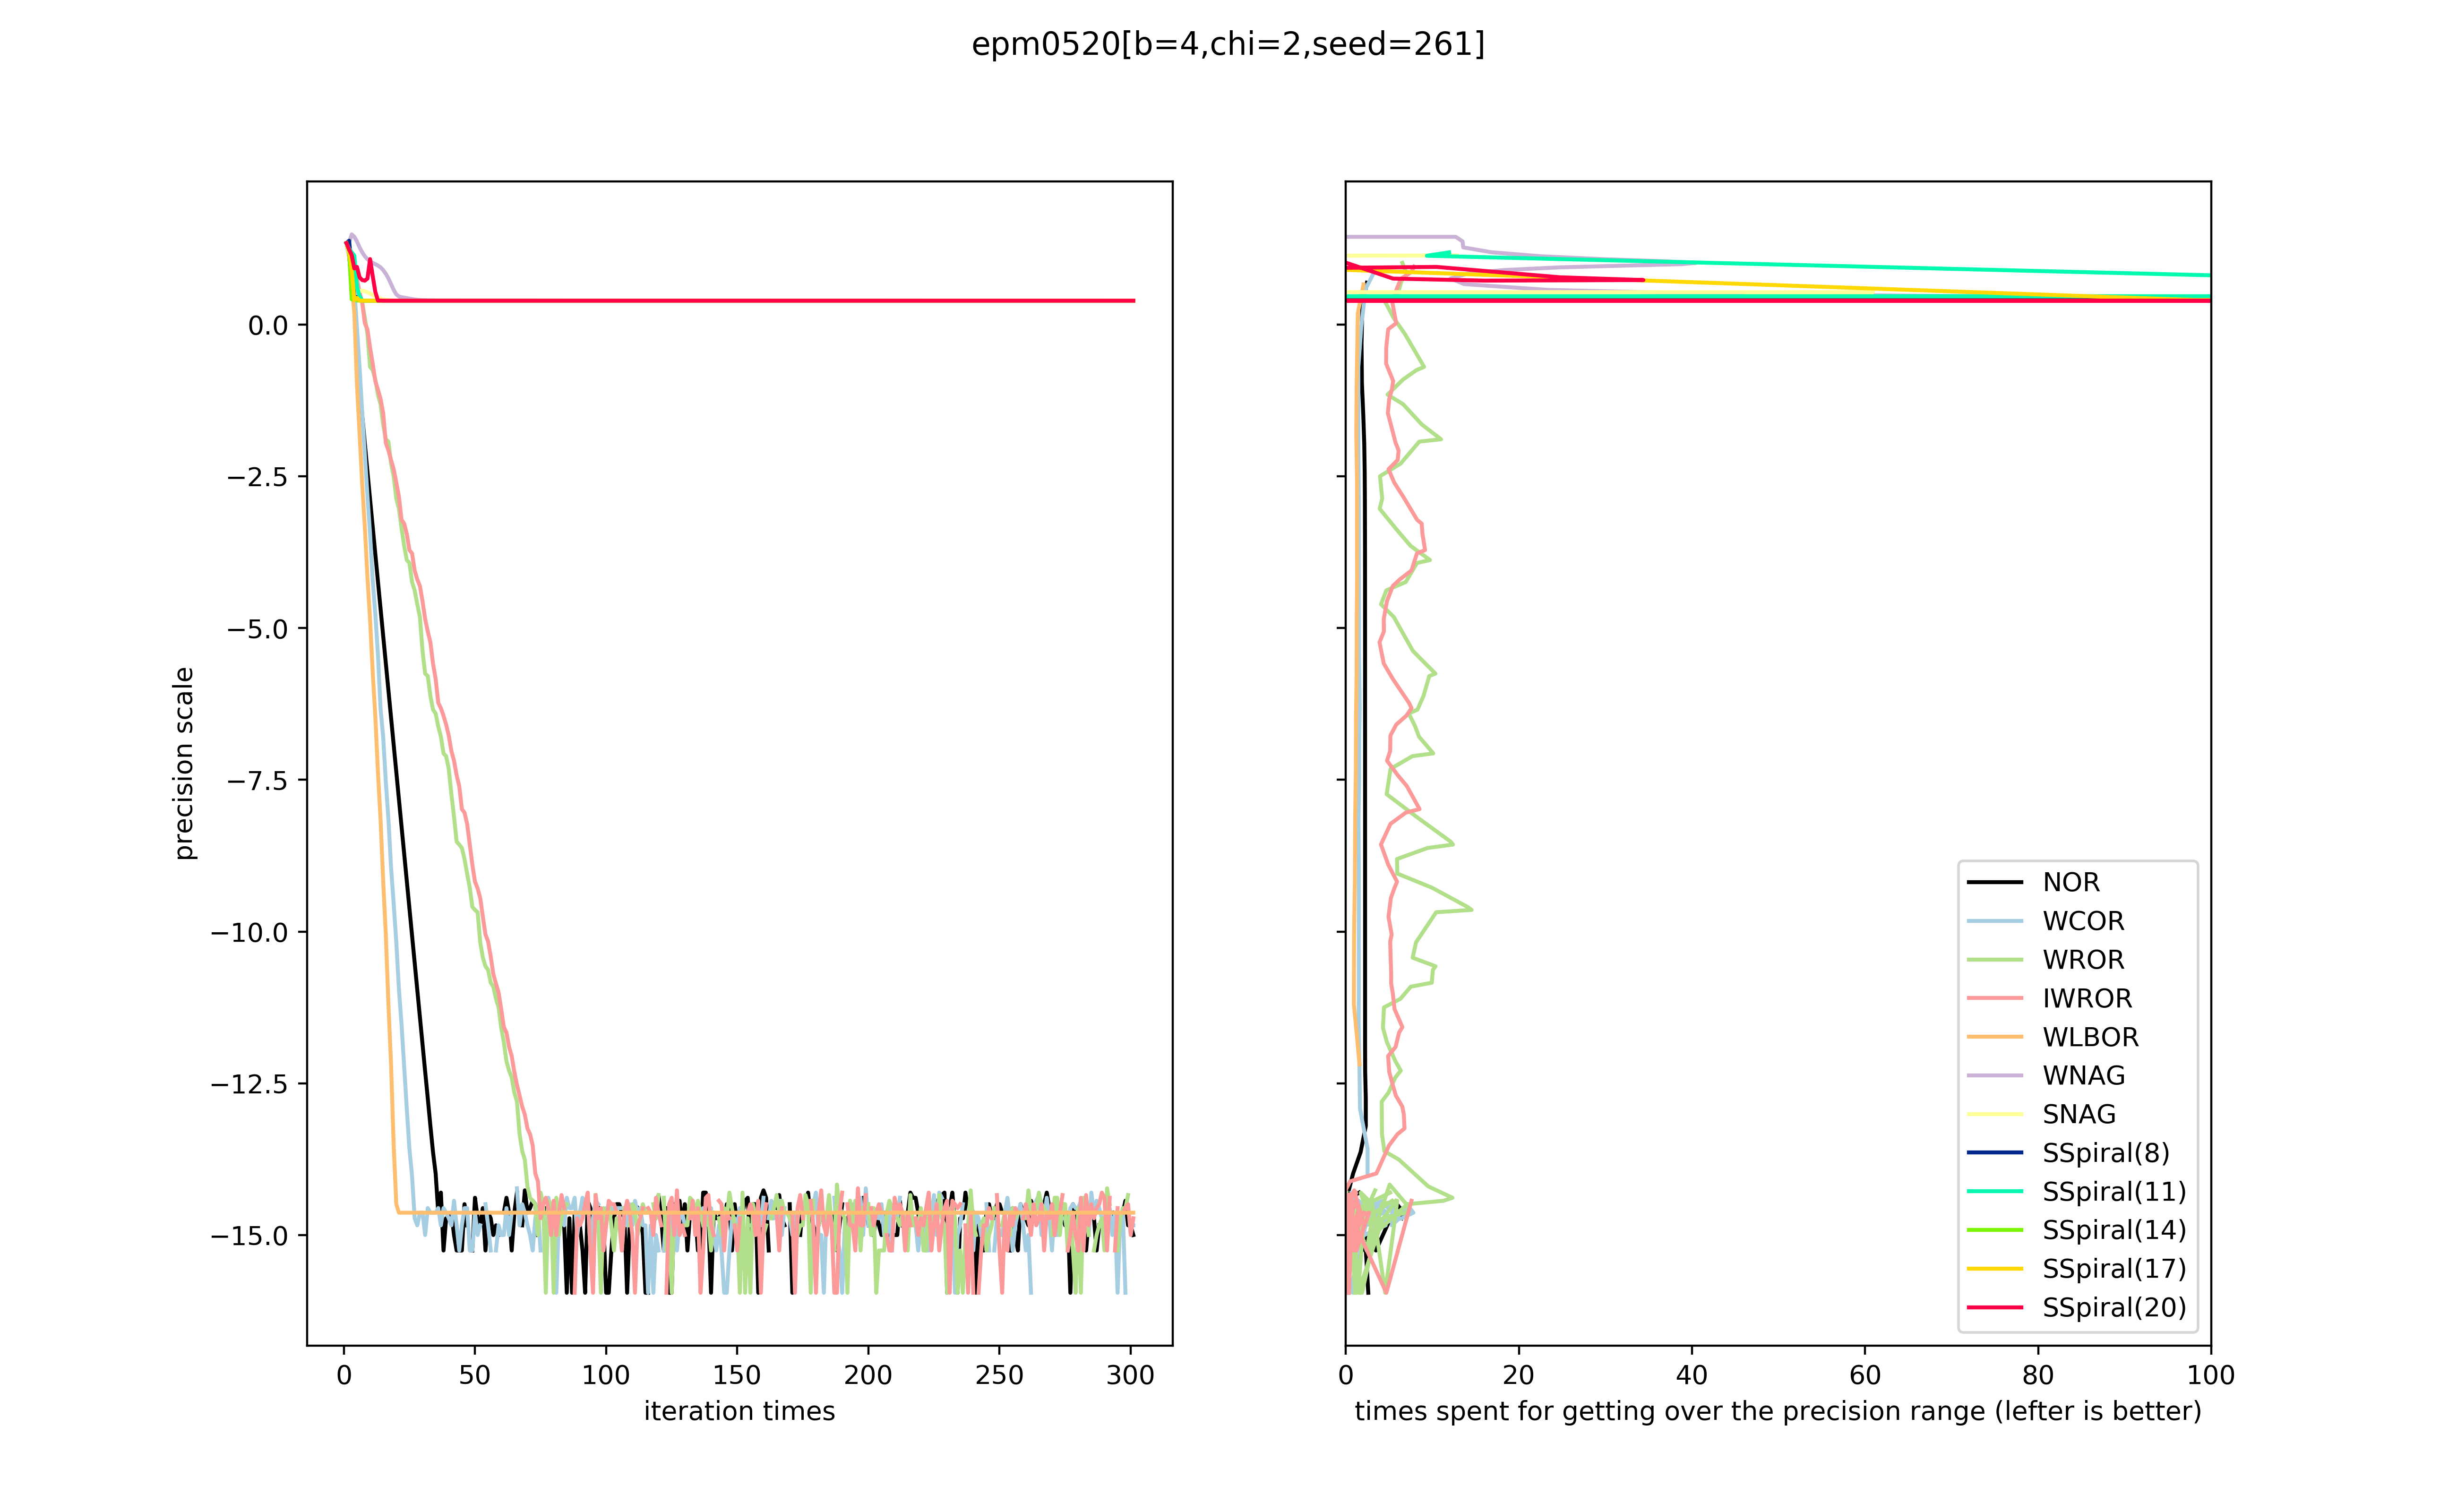 epm0520[b=4,chi=2,seed=261]
precision scale
0.0
−2.5
−5.0
−7.5
−10.0
−12.5
−15.0
0 50 100 150 200 250 300
iteration times
0 20 40 60 80 100
times spent for getting over the precision range (lefter is better)
NOR
WCOR
WROR
IWROR
WLBOR
WNAG
SNAG
SSpiral(8)
SSpiral(11)
SSpiral(14)
SSpiral(17)
SSpiral(20)